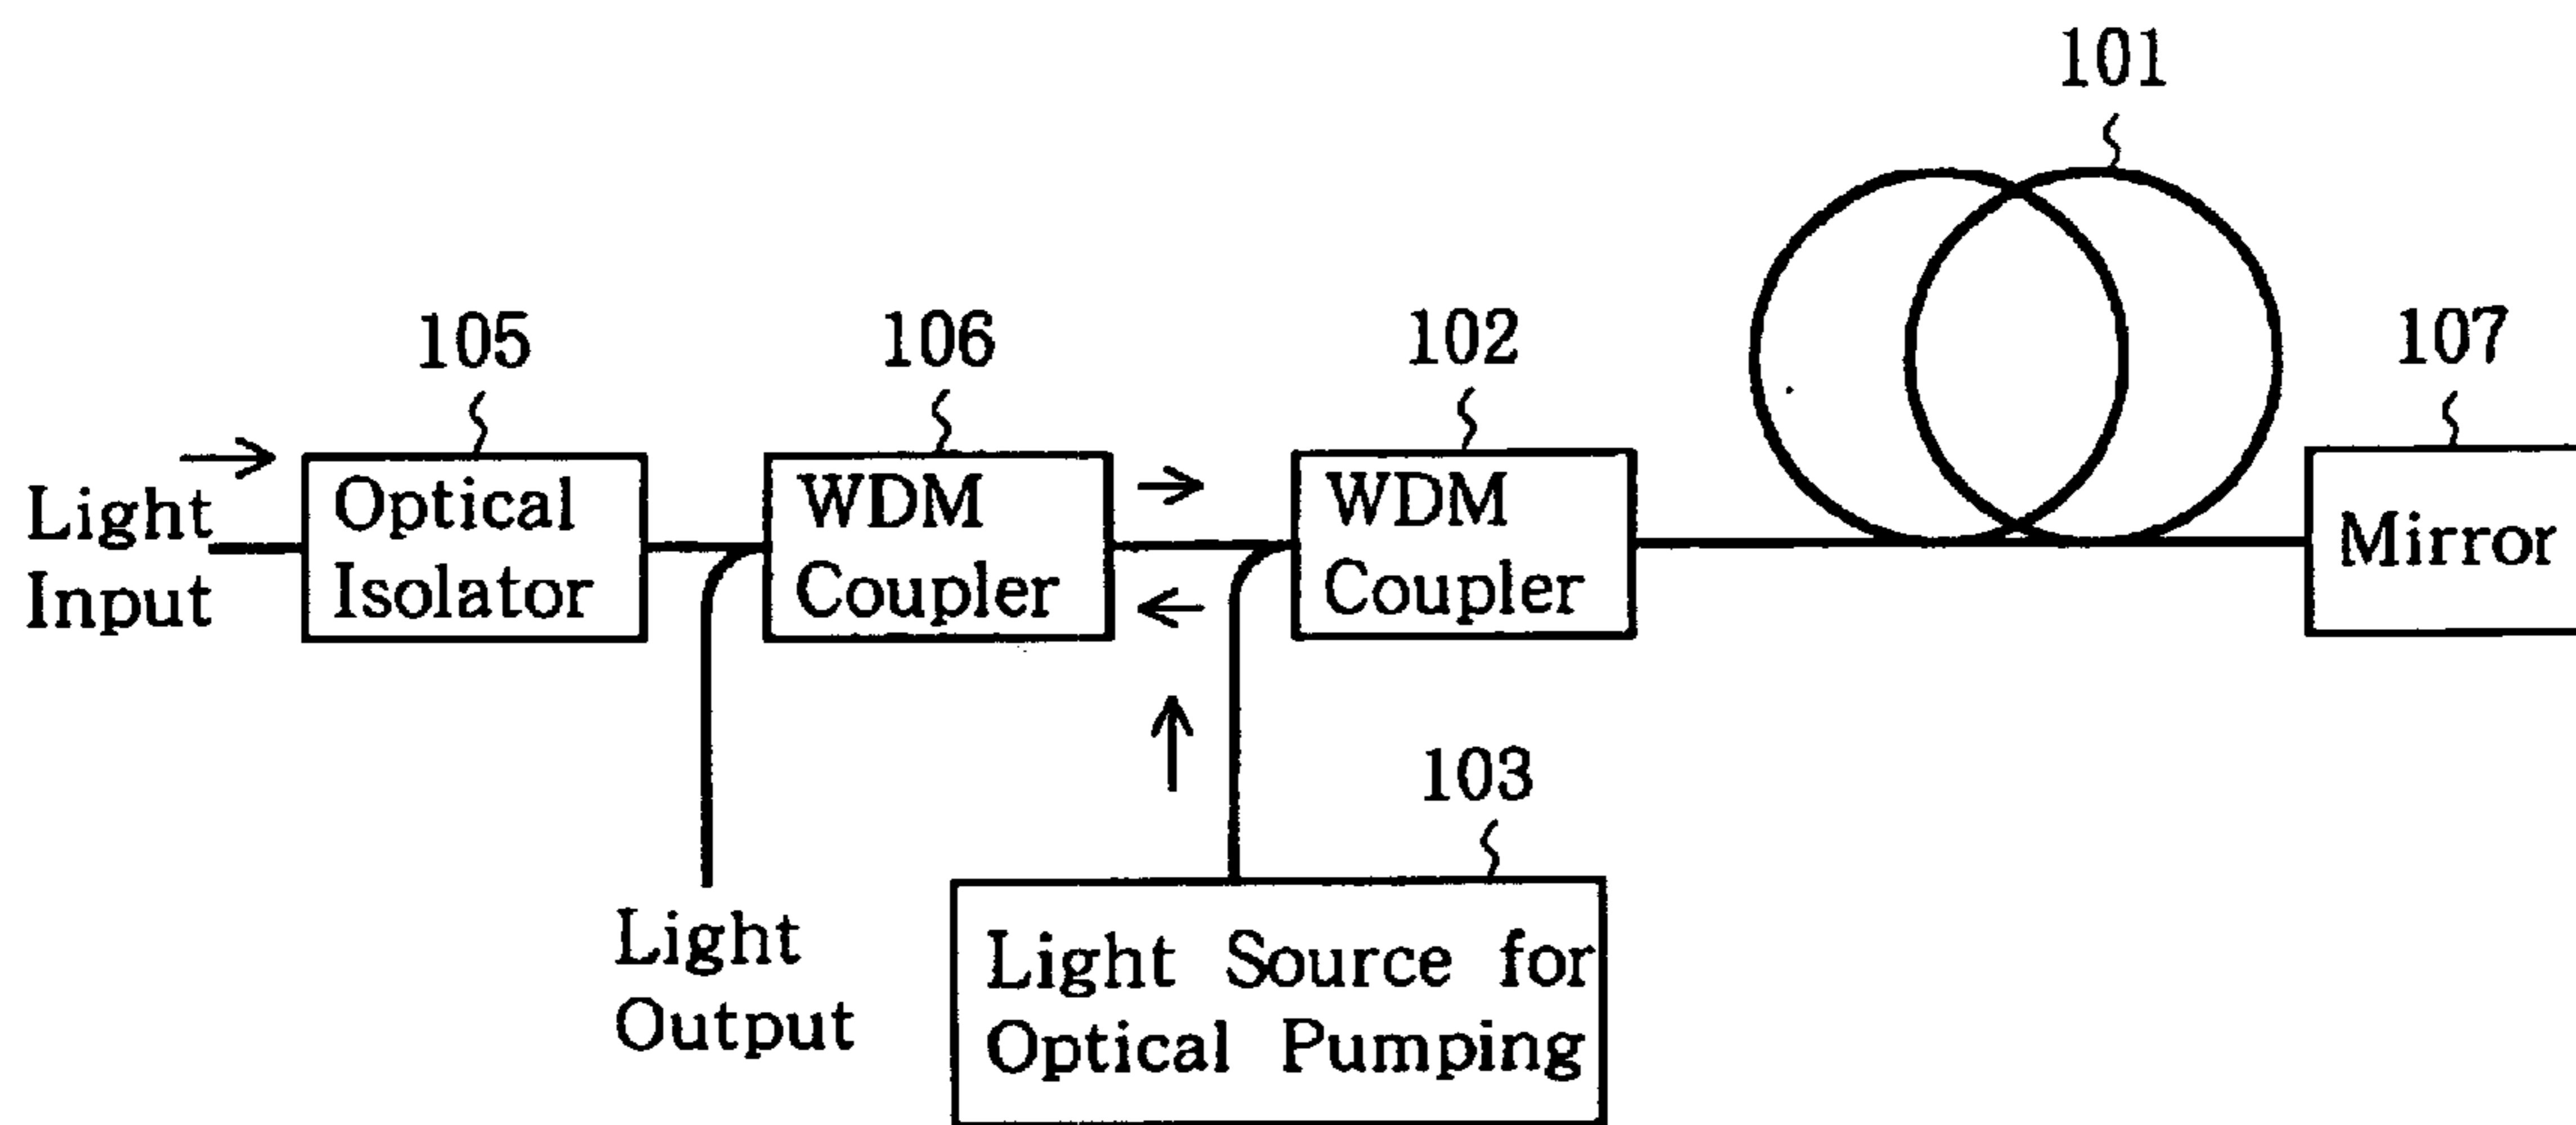 101
105
106
102
107
Light
Input
Optical
Isolator
WDM
Coupler
WDM
Coupler
Mirror
103
Light
Output
Light Source for
Optical Pumping